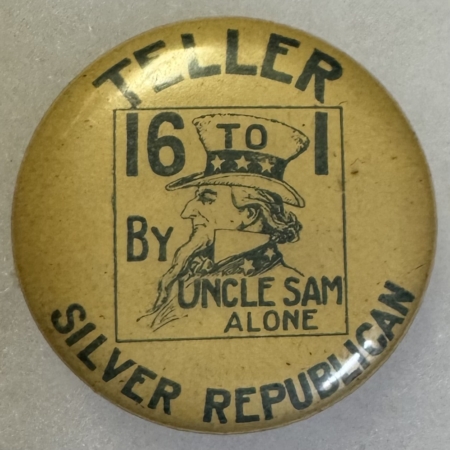 TELLER
16 TO 1
BY
UNCLE SAM
ALONE
SILVER REPUBLICAN